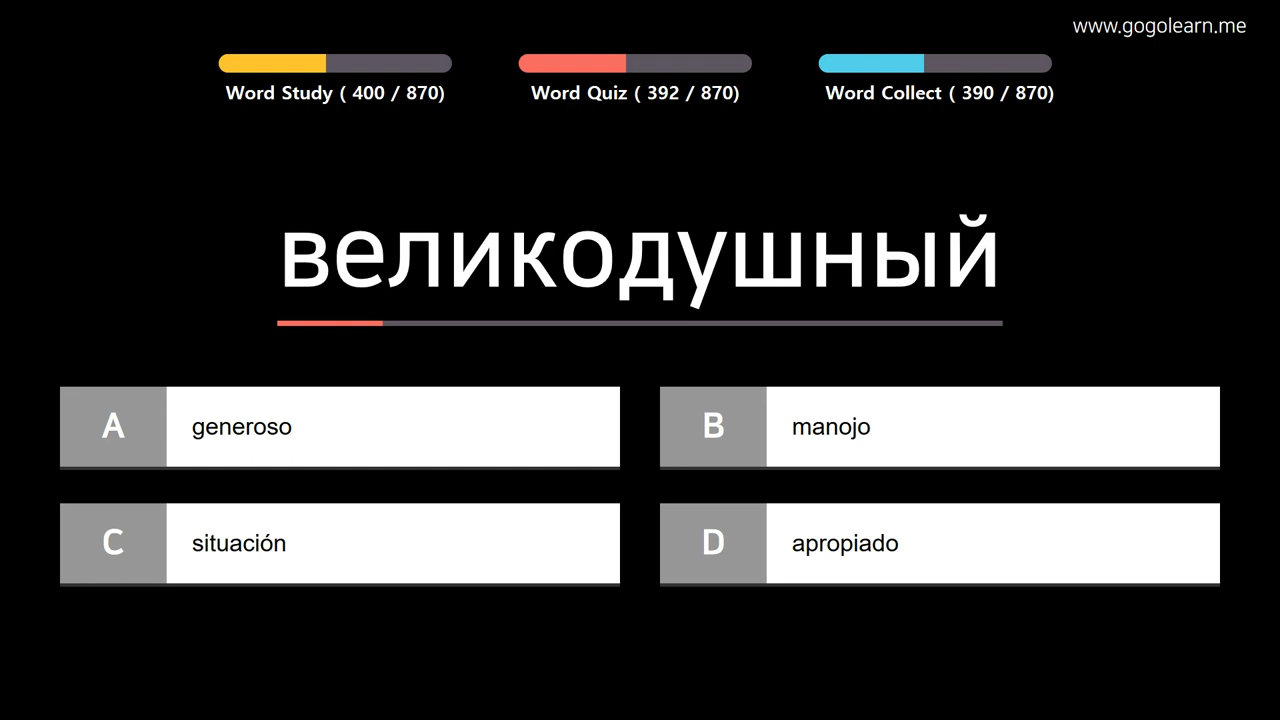 www.gogolearn.me
Word Study ( 400 / 870)
Word Quiz ( 392 / 870)
Word Collect ( 390 / 870)
великодушный
A generoso
B manojo
C situación
D apropiado